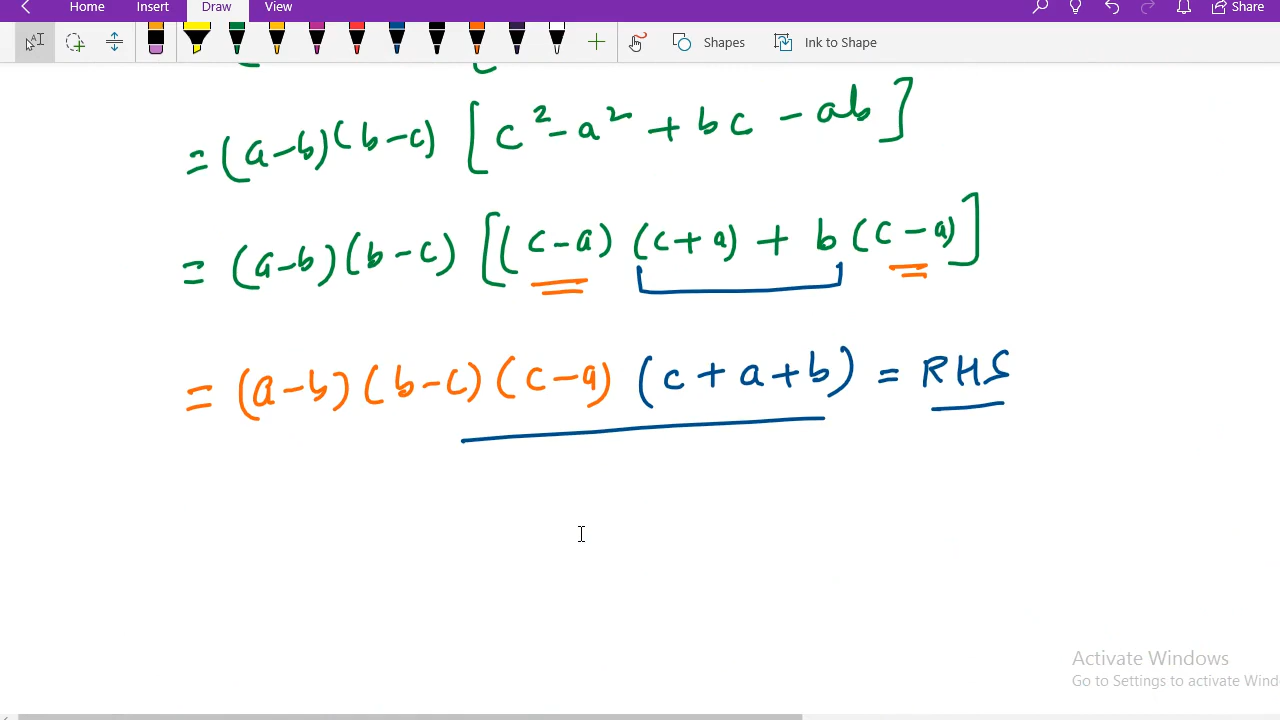 Home Insert Draw View Share
Shapes Ink to Shape
= (a-b)(b-c) [c²-a² + bc - ab]
= (a-b)(b-c) [(c-a) (c+a) + b (c-a)]
= (a-b)(b-c)(c-a) (c+a+b) = RHS
Activate Windows
Go to Settings to activate Wind